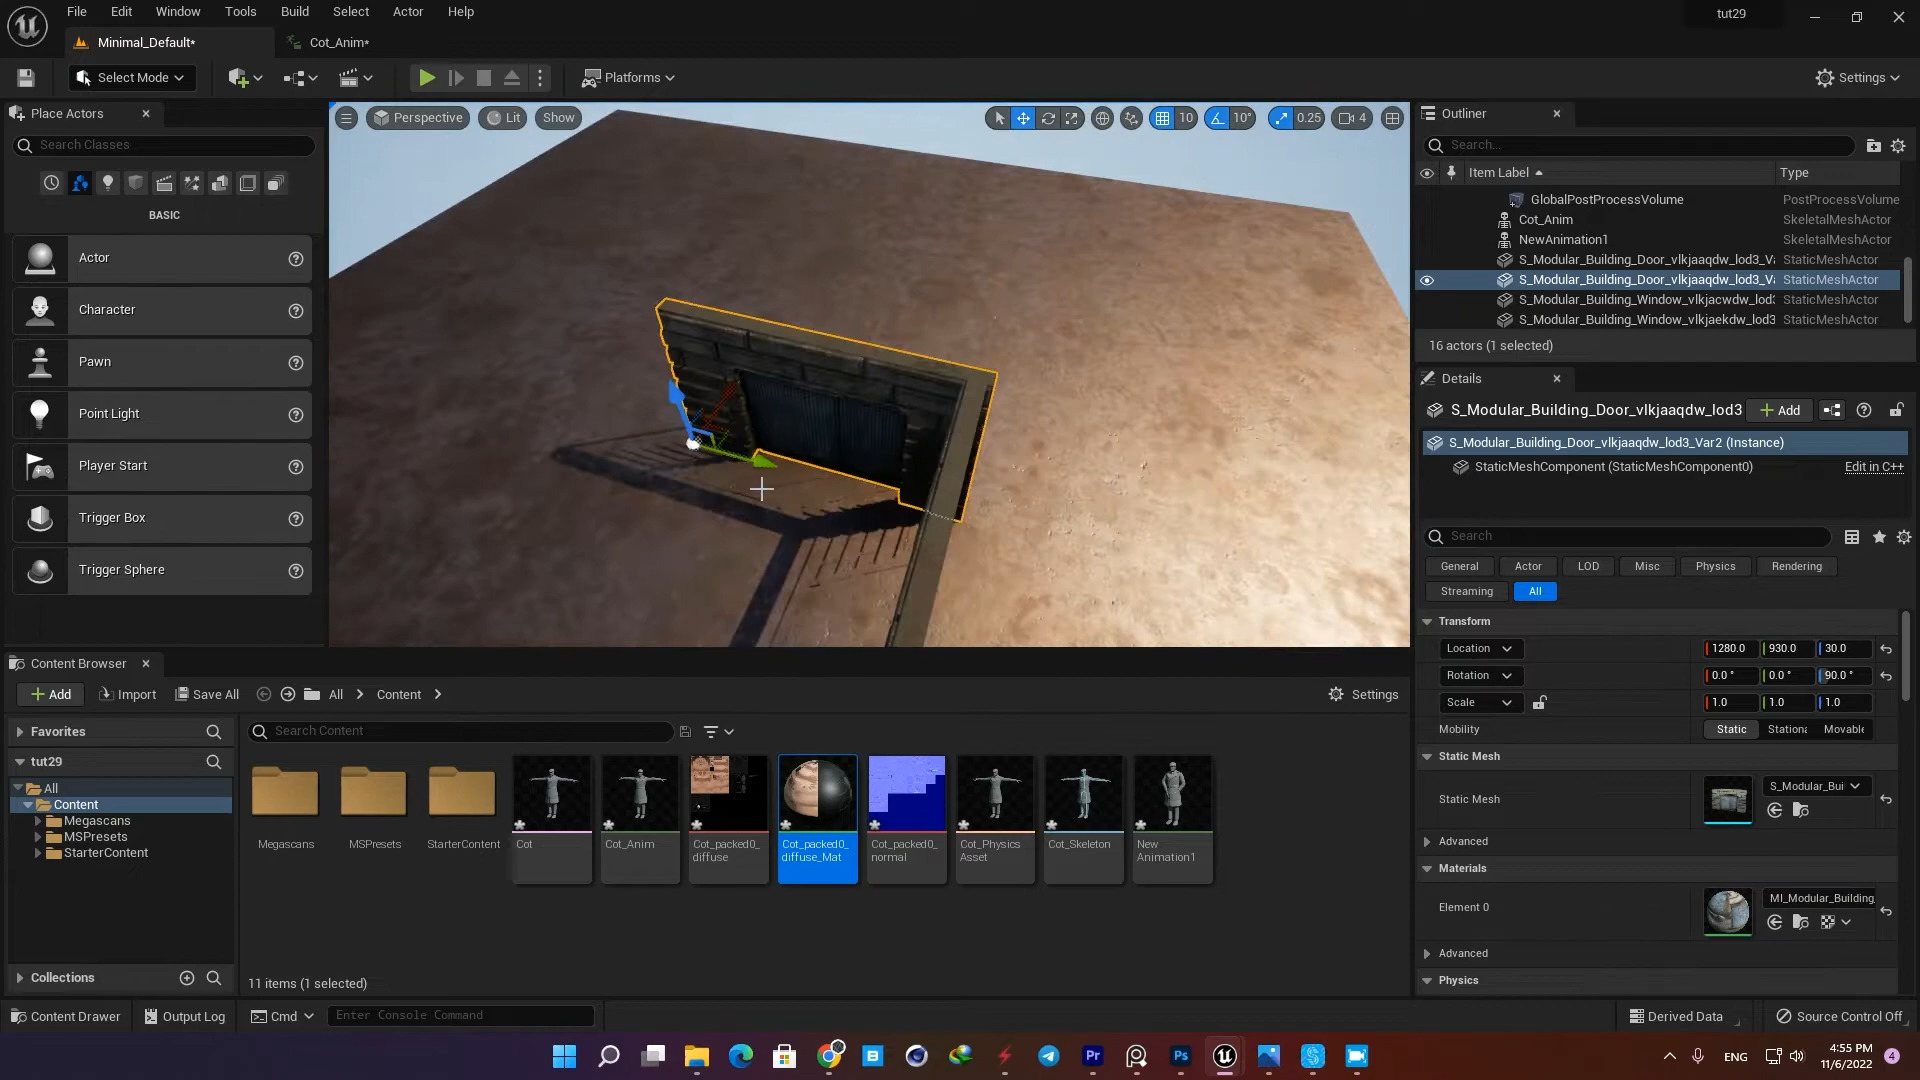 File Edit Window Tools Build Select Actor Help
tut29
Minimal_Default*
Cot_Anim*
Select Mode
Platforms
Settings
Place Actors
Search Classes
BASIC
Actor
Character
Pawn
Point Light
Player Start
Trigger Box
Trigger Sphere
Perspective
Lit
Show
10
10°
0.25
4
Outliner
Search...
Item Label
Type
GlobalPostProcessVolume PostProcessVolume
Cot_Anim SkeletalMeshActor
NewAnimation1 SkeletalMeshActor
S_Modular_Building_Door_vlkjaaqdw_lod3_Va StaticMeshActor
S_Modular_Building_Door_vlkjaaqdw_lod3_Va StaticMeshActor
S_Modular_Building_Window_vlkjacwdw_lod3 StaticMeshActor
S_Modular_Building_Window_vlkjaekdw_lod3 StaticMeshActor
16 actors (1 selected)
Details
S_Modular_Building_Door_vlkjaaqdw_lod3
Add
S_Modular_Building_Door_vlkjaaqdw_lod3_Var2 (Instance)
StaticMeshComponent (StaticMeshComponent0)
Edit in C++
Search
General Actor LOD Misc Physics Rendering
Streaming All
Transform
Location 1280.0 930.0 30.0
Rotation 0.0 ° 0.0 ° 90.0 °
Scale 1.0 1.0 1.0
Mobility Static Stationa Movable
Static Mesh
Static Mesh S_Modular_Bui
Advanced
Materials
Element 0 MI_Modular_Building
Advanced
Physics
Content Browser
Add
Import
Save All
All
Content
Settings
Favorites
Search Content
tut29
All
Content
Megascans
MSPresets
StarterContent
Collections
Megascans
MSPresets
StarterContent
Cot
Cot_Anim
Cot_packed0_
diffuse
Cot_packed0_
diffuse_Mat
Cot_packed0_
normal
Cot_Physics
Asset
Cot_Skeleton
New
Animation1
11 items (1 selected)
Content Drawer
Output Log
Cmd
Enter Console Command
Derived Data
Source Control Off
Pr
Ps
ENG
4:55 PM
11/6/2022
4